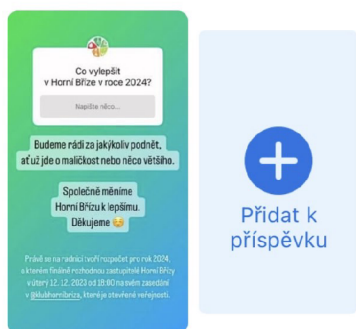 Co vylepšit
v Horní Bříze v roce 2024?
Napište něco...
Budeme rádi za jakýkoliv podnět,
ať už jde o maličkost nebo něco většího.
Společně měníme
Horní Břízu k lepšímu.
Děkujeme
Právě se na radnici tvoří rozpočet pro rok 2024,
o kterém finálně rozhodnou zastupitelé Horní Břízy
v úterý 12. 12. 2023 od 18:00 na svém zasedání
v @klubhornibriza, které je otevřené veřejnosti.
Přidat k
příspěvku